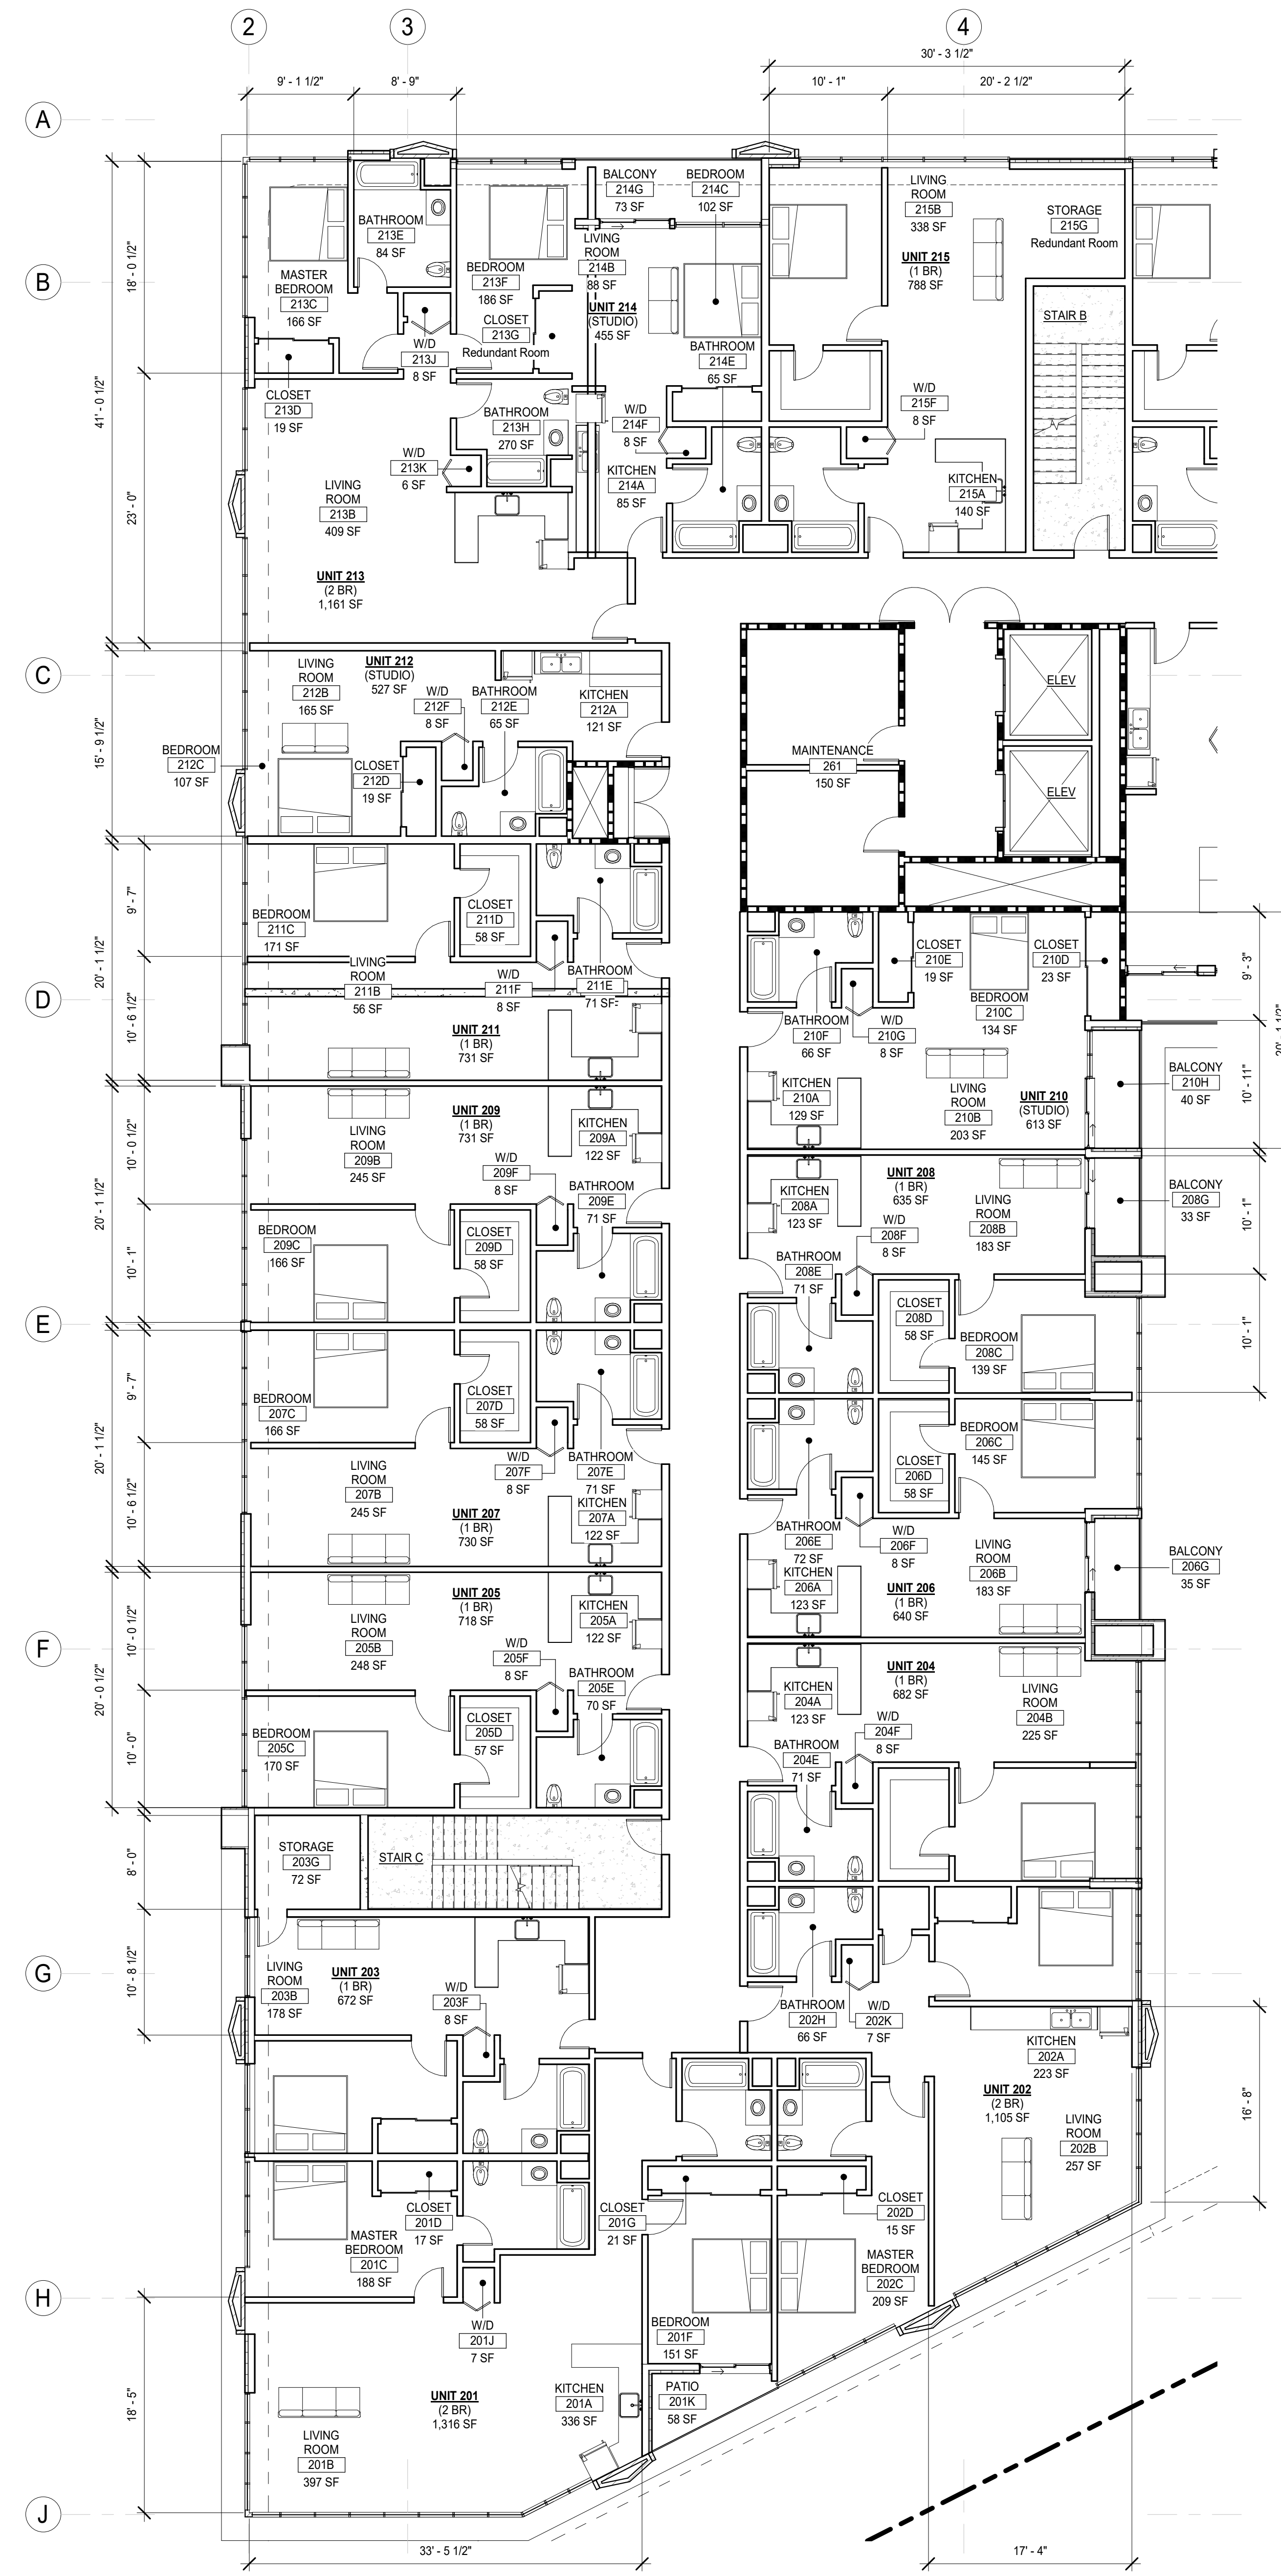 2
3
4
30' - 3 1/2"
9' - 1 1/2"
8' - 9"
10' - 1"
20' - 2 1/2"
A
B
C
D
E
F
G
H
J
41' - 0 1/2"
18' - 0 1/2"
23' - 0"
15' - 9 1/2"
20' - 1 1/2"
9' - 7"
10' - 6 1/2"
20' - 1 1/2"
10' - 0 1/2"
10' - 1"
20' - 1 1/2"
9' - 7"
10' - 6 1/2"
20' - 0 1/2"
10' - 0 1/2"
10' - 0"
8' - 0"
10' - 8 1/2"
18' - 5"
MASTER
BEDROOM
213C
166 SF
BATHROOM
213E
84 SF
BEDROOM
213F
186 SF
CLOSET
213G
Redundant Room
W/D
213J
8 SF
CLOSET
213D
19 SF
BATHROOM
213H
270 SF
W/D
213K
6 SF
LIVING
ROOM
213B
409 SF
UNIT 213
(2 BR)
1,161 SF
BALCONY
214G
73 SF
BEDROOM
214C
102 SF
LIVING
ROOM
214B
88 SF
UNIT 214
(STUDIO)
455 SF
BATHROOM
214E
65 SF
W/D
214F
8 SF
KITCHEN
214A
85 SF
LIVING
ROOM
215B
338 SF
UNIT 215
(1 BR)
788 SF
STORAGE
215G
Redundant Room
STAIR B
W/D
215F
8 SF
KITCHEN
215A
140 SF
LIVING
ROOM
212B
165 SF
UNIT 212
(STUDIO)
527 SF
W/D
212F
8 SF
BATHROOM
212E
65 SF
KITCHEN
212A
121 SF
BEDROOM
212C
107 SF
CLOSET
212D
19 SF
ELEV
MAINTENANCE
261
150 SF
ELEV
BEDROOM
211C
171 SF
CLOSET
211D
58 SF
LIVING
ROOM
211B
56 SF
W/D
211F
8 SF
BATHROOM
211E
71 SF
UNIT 211
(1 BR)
731 SF
CLOSET
210E
19 SF
CLOSET
210D
23 SF
BEDROOM
210C
134 SF
BATHROOM
210F
66 SF
W/D
210G
8 SF
KITCHEN
210A
129 SF
LIVING
ROOM
210B
203 SF
UNIT 210
(STUDIO)
613 SF
BALCONY
210H
40 SF
9' - 3"
10' - 11"
20' - 1 1/2"
UNIT 209
(1 BR)
731 SF
LIVING
ROOM
209B
245 SF
KITCHEN
209A
122 SF
W/D
209F
8 SF
BATHROOM
209E
71 SF
BEDROOM
209C
166 SF
CLOSET
209D
58 SF
UNIT 208
(1 BR)
635 SF
KITCHEN
208A
123 SF
LIVING
ROOM
208B
183 SF
BALCONY
208G
33 SF
W/D
208F
8 SF
BATHROOM
208E
71 SF
CLOSET
208D
58 SF
BEDROOM
208C
139 SF
10' - 1"
10' - 1"
BEDROOM
207C
166 SF
CLOSET
207D
58 SF
LIVING
ROOM
207B
245 SF
W/D
207F
8 SF
BATHROOM
207E
71 SF
KITCHEN
207A
122 SF
UNIT 207
(1 BR)
730 SF
BEDROOM
206C
145 SF
CLOSET
206D
58 SF
BATHROOM
206E
72 SF
W/D
206F
8 SF
KITCHEN
206A
123 SF
UNIT 206
(1 BR)
640 SF
LIVING
ROOM
206B
183 SF
BALCONY
206G
35 SF
UNIT 205
(1 BR)
718 SF
LIVING
ROOM
205B
248 SF
KITCHEN
205A
122 SF
W/D
205F
8 SF
BATHROOM
205E
70 SF
BEDROOM
205C
170 SF
CLOSET
205D
57 SF
UNIT 204
(1 BR)
682 SF
KITCHEN
204A
123 SF
LIVING
ROOM
204B
225 SF
W/D
204F
8 SF
BATHROOM
204E
71 SF
STORAGE
203G
72 SF
STAIR C
LIVING
ROOM
203B
178 SF
UNIT 203
(1 BR)
672 SF
W/D
203F
8 SF
BATHROOM
202H
66 SF
W/D
202K
7 SF
KITCHEN
202A
223 SF
UNIT 202
(2 BR)
1,105 SF
LIVING
ROOM
202B
257 SF
16' - 8"
CLOSET
201D
17 SF
MASTER
BEDROOM
201C
188 SF
CLOSET
201G
21 SF
CLOSET
202D
15 SF
MASTER
BEDROOM
202C
209 SF
W/D
201J
7 SF
BEDROOM
201F
151 SF
PATIO
201K
58 SF
KITCHEN
201A
336 SF
UNIT 201
(2 BR)
1,316 SF
LIVING
ROOM
201B
397 SF
33' - 5 1/2"
17' - 4"